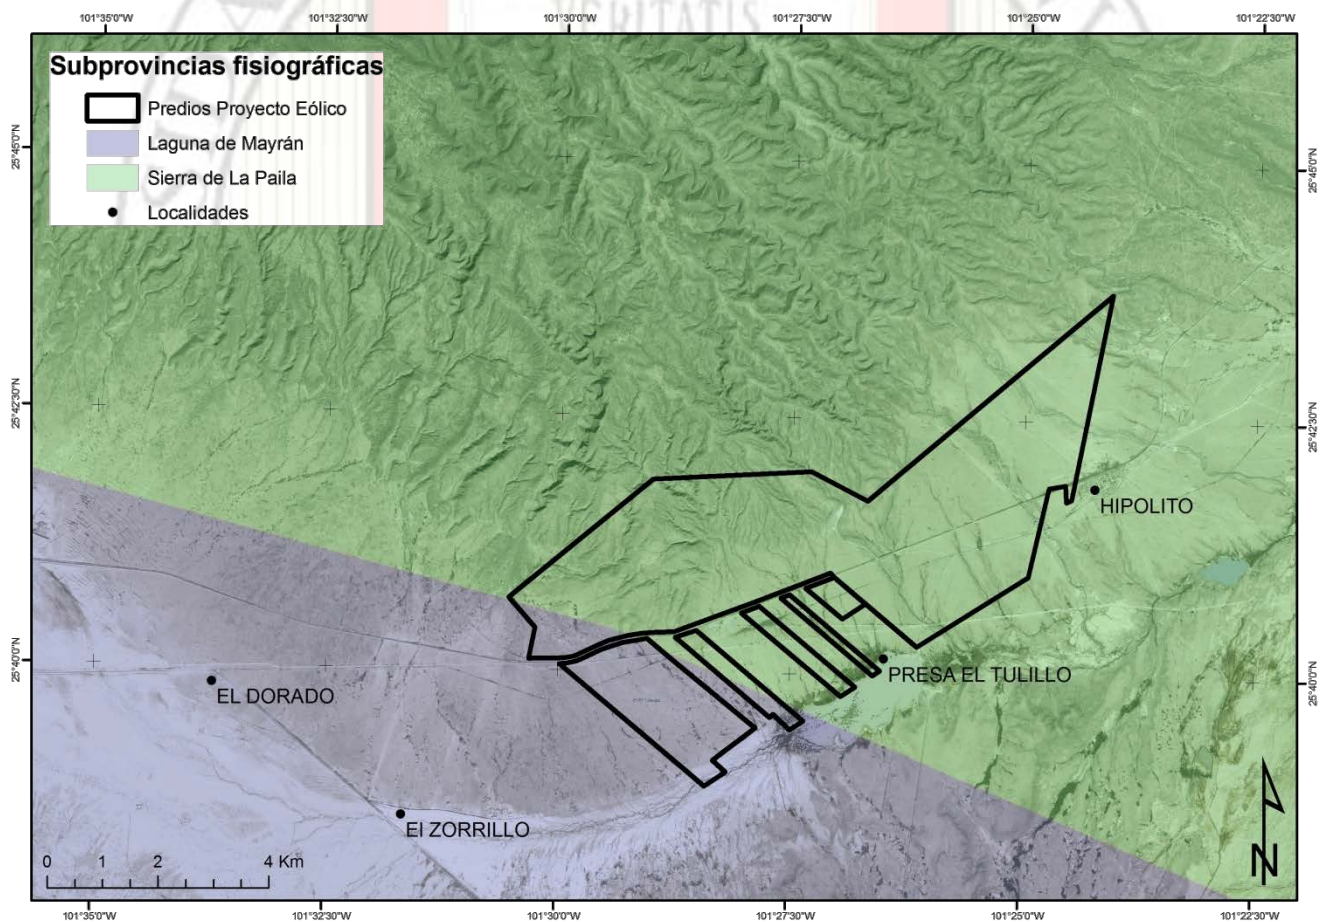 RITATIS
101°35'0"W 101°32'30"W 101°30'0"W 101°27'30"W 101°25'0"W 101°22'30"W
Subprovincias fisiográficas
Predios Proyecto Eólico
Laguna de Mayrán
Sierra de La Paila
Localidades
25°45'0"N
25°45'0"N
25°42'30"N
25°42'30"N
HIPOLITO
25°40'0"N
25°40'0"N
PRESA EL TULILLO
EL DORADO
El ZORRILLO
0 1 2 4 Km
N
101°35'0"W 101°32'30"W 101°30'0"W 101°27'30"W 101°25'0"W 101°22'30"W